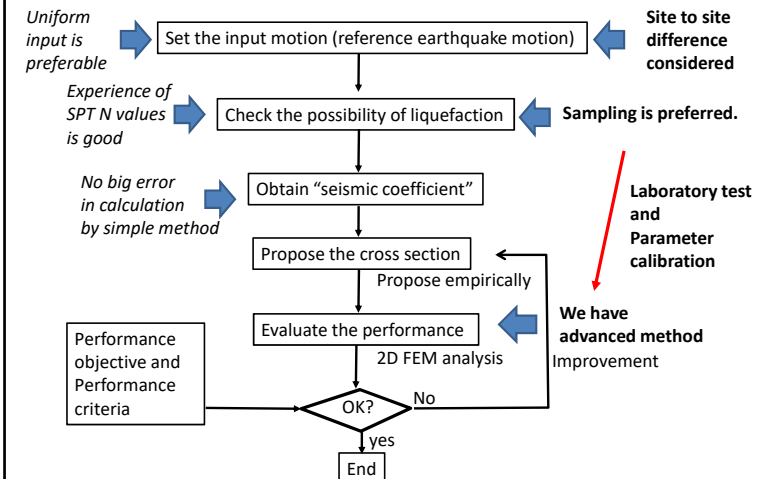 Uniform
input is
preferable
Set the input motion (reference earthquake motion)
Site to site
difference
considered
Experience of
SPT N values
is good
Check the possibility of liquefaction
Sampling is preferred.
No big error
in calculation
by simple method
Obtain “seismic coefficient”
Laboratory test
and
Parameter
calibration
Propose the cross section
Propose empirically
Evaluate the performance
We have
advanced method
2D FEM analysis
Improvement
Performance
objective and
Performance
criteria
OK?
No
yes
End